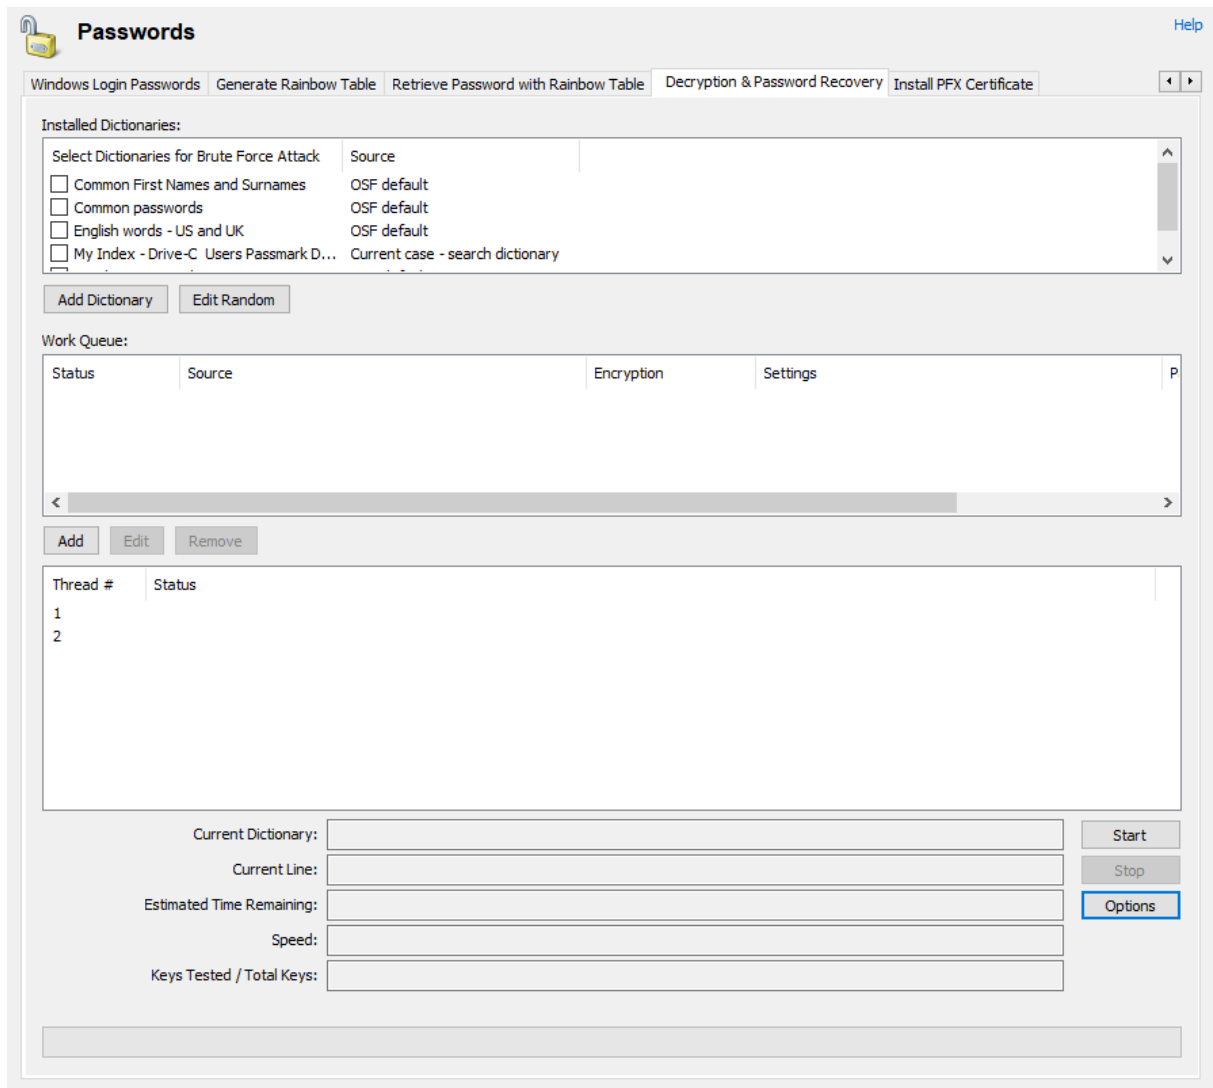 Passwords
Help
Windows Login Passwords
Generate Rainbow Table
Retrieve Password with Rainbow Table
Decryption & Password Recovery
Install PFX Certificate
Installed Dictionaries:
Select Dictionaries for Brute Force Attack Source
Common First Names and Surnames OSF default
Common passwords OSF default
English words - US and UK OSF default
My Index - Drive-C Users Passmark D... Current case - search dictionary
Add Dictionary
Edit Random
Work Queue:
Status Source Encryption Settings P
Add
Edit
Remove
Thread # Status
1
2
Current Dictionary:
Start
Current Line:
Stop
Estimated Time Remaining:
Options
Speed:
Keys Tested / Total Keys: